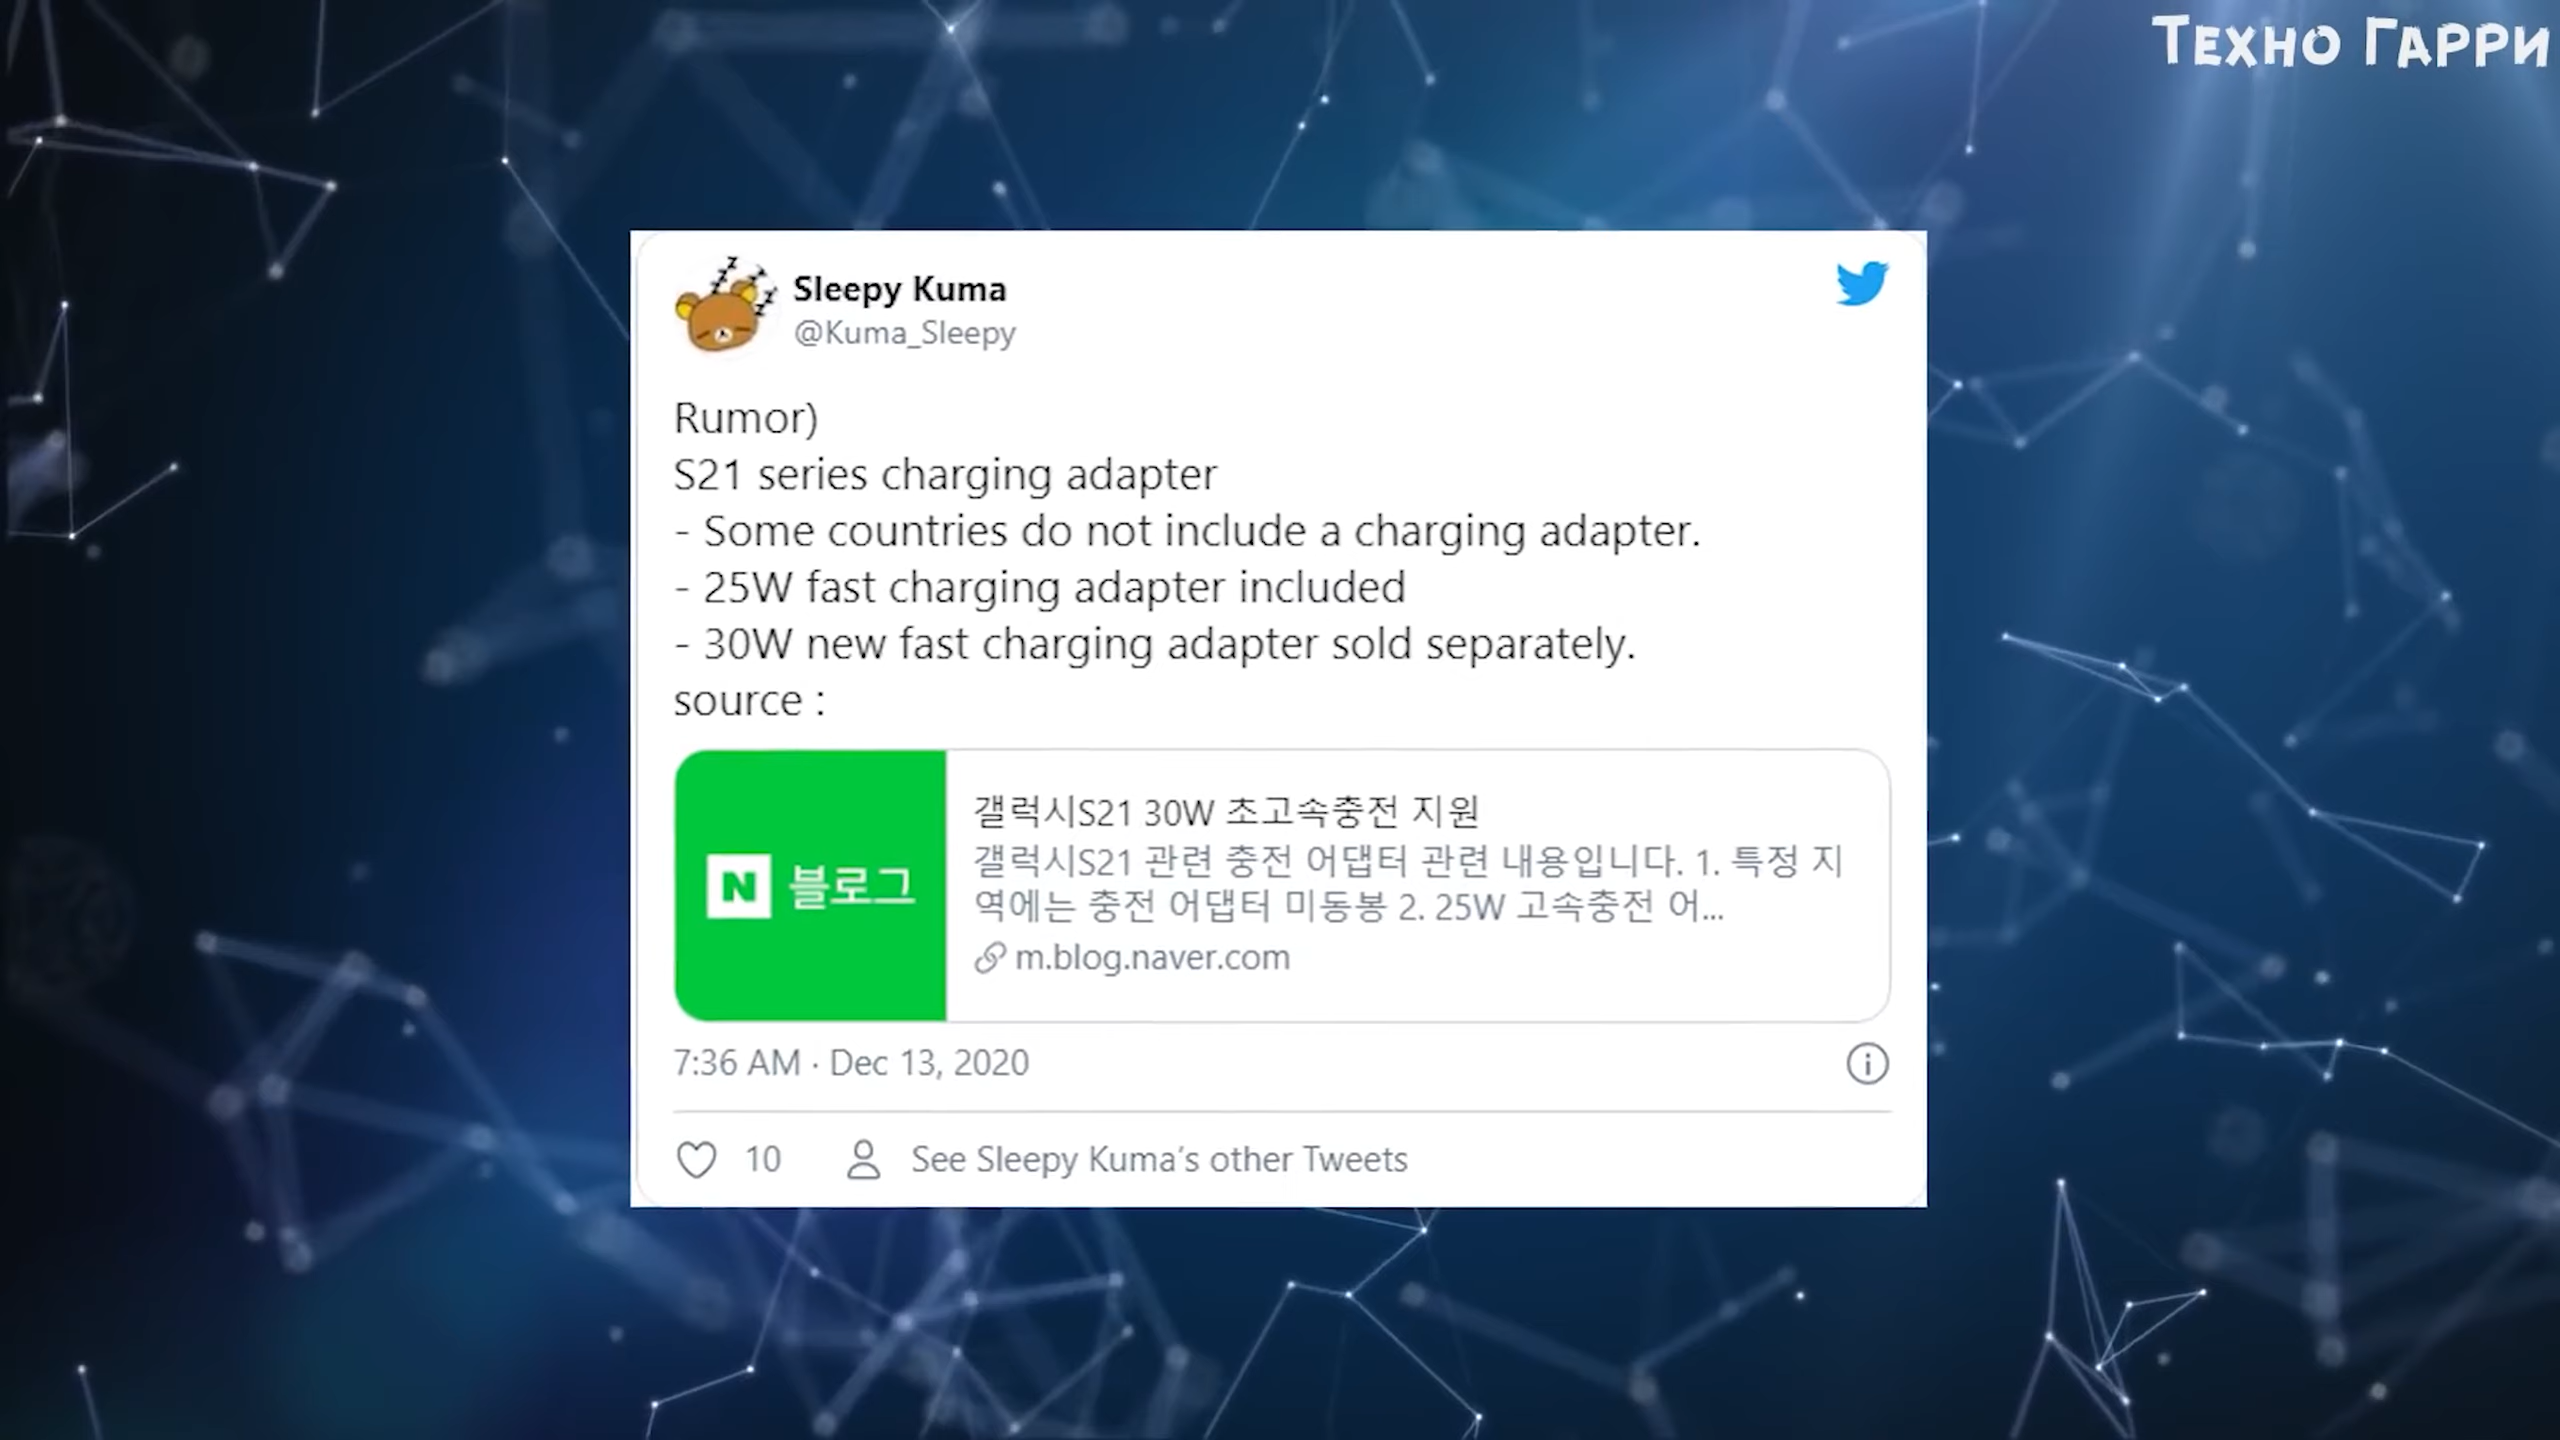 Техно Гарри
Sleepy Kuma
@Kuma_Sleepy
Rumor)
S21 series charging adapter
- Some countries do not include a charging adapter.
- 25W fast charging adapter included
- 30W new fast charging adapter sold separately.
source :
N 블로그
갤럭시S21 30W 초고속충전 지원
갤럭시S21 관련 충전 어댑터 관련 내용입니다. 1. 특정 지
역에는 충전 어댑터 미동봉 2. 25W 고속충전 어...
m.blog.naver.com
7:36 AM · Dec 13, 2020
10 See Sleepy Kuma's other Tweets